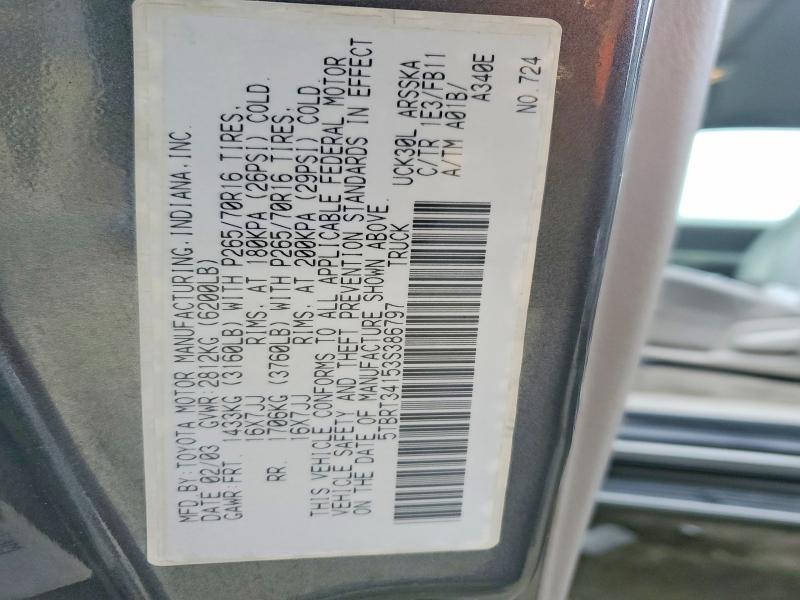 MFD.BY:TOYOTA MOTOR MANUFACTURING,INDIANA,INC.
DATE 02/03 GVWR 2812KG (6200LB)
GAWR:FRT. 1433KG (3160LB) WITH P265/70R16 TIRES,
16X7JJ RIMS, AT 180KPA (26PSI) COLD.
RR. 1706KG (3760LB) WITH P265/70R16 TIRES,
16X7JJ RIMS, AT 200KPA (29PSI) COLD.
THIS VEHICLE CONFORMS TO ALL APPLICABLE FEDERAL MOTOR
VEHICLE SAFETY AND THEFT PREVENTION STANDARDS IN EFFECT
ON THE DATE OF MANUFACTURE SHOWN ABOVE.
5TBRT34153S386797 TRUCK
UCK30L ARSSKA
C/TR 1E3/FB11
A/TM A01B/
A340E
NO. 724